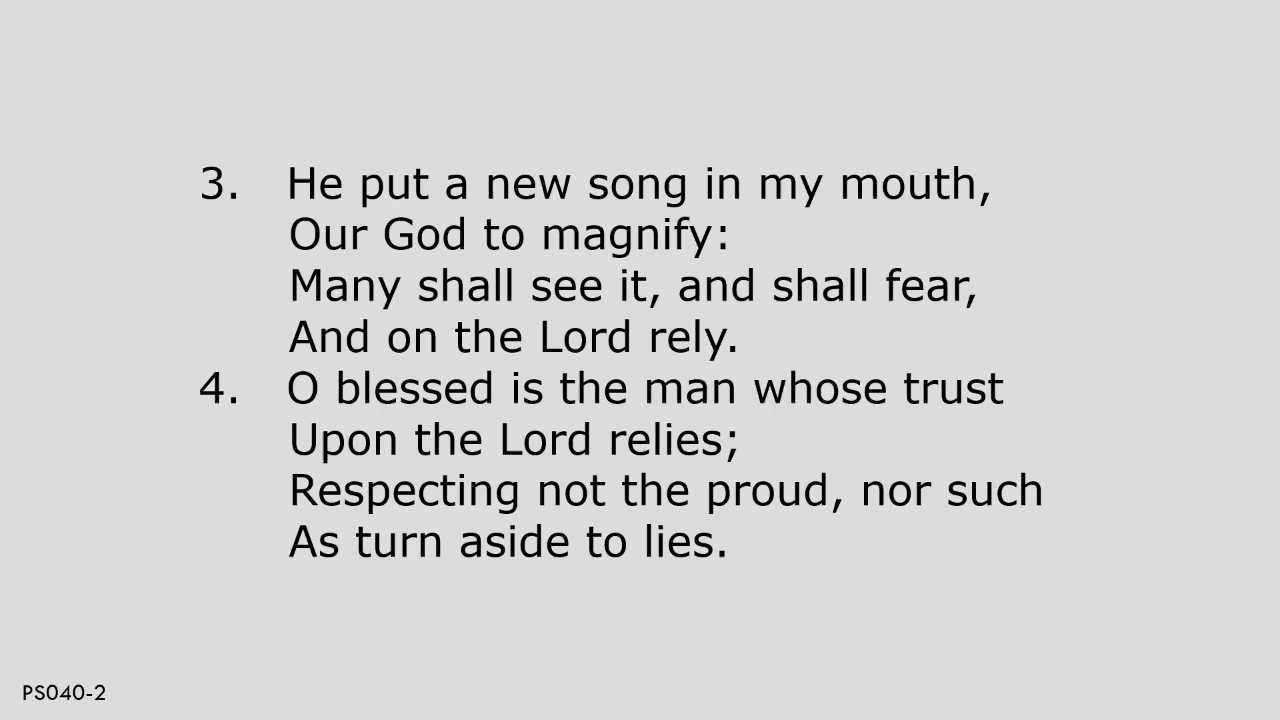 3. He put a new song in my mouth,
Our God to magnify:
Many shall see it, and shall fear,
And on the Lord rely.
4. O blessed is the man whose trust
Upon the Lord relies;
Respecting not the proud, nor such
As turn aside to lies.
PS040-2